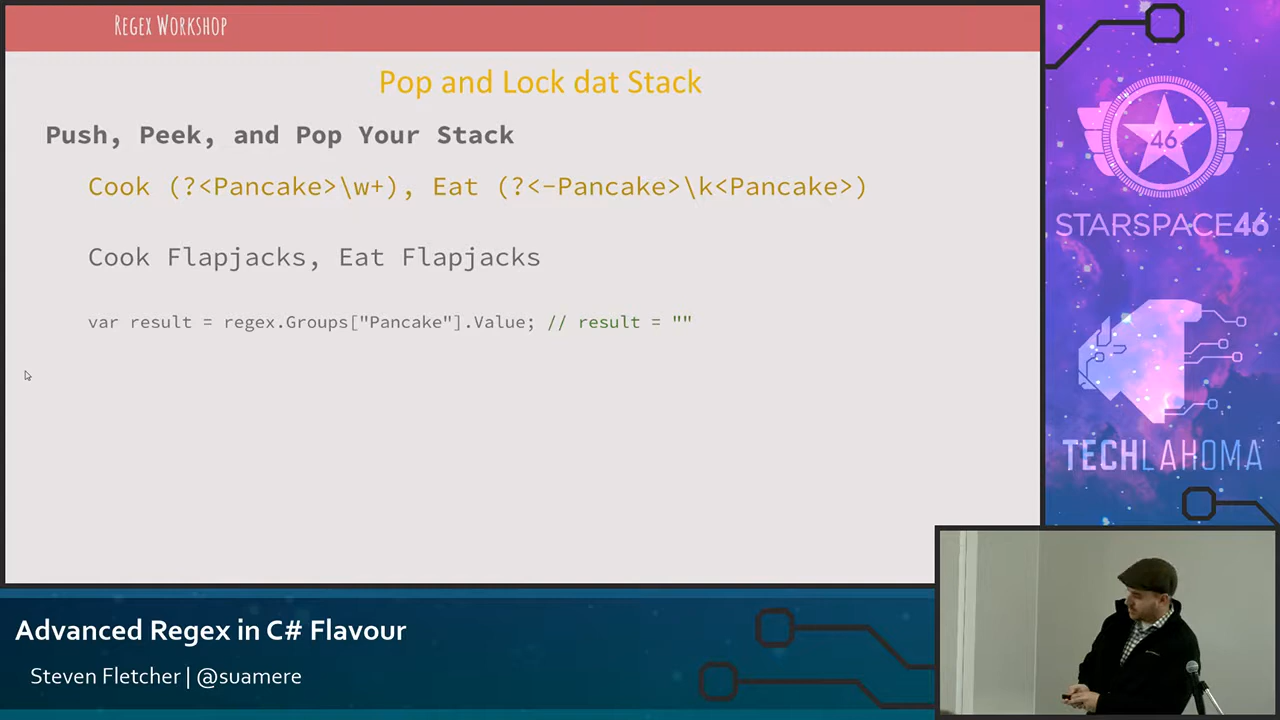 Regex Workshop
Pop and Lock dat Stack
Push, Peek, and Pop Your Stack
Cook (?<Pancake>\w+), Eat (?<-Pancake>\k<Pancake>)
Cook Flapjacks, Eat Flapjacks
var result = regex.Groups["Pancake"].Value; // result = ""
46
STARSPACE46
TECHLAHOMA
Advanced Regex in C# Flavour
Steven Fletcher | @suamere